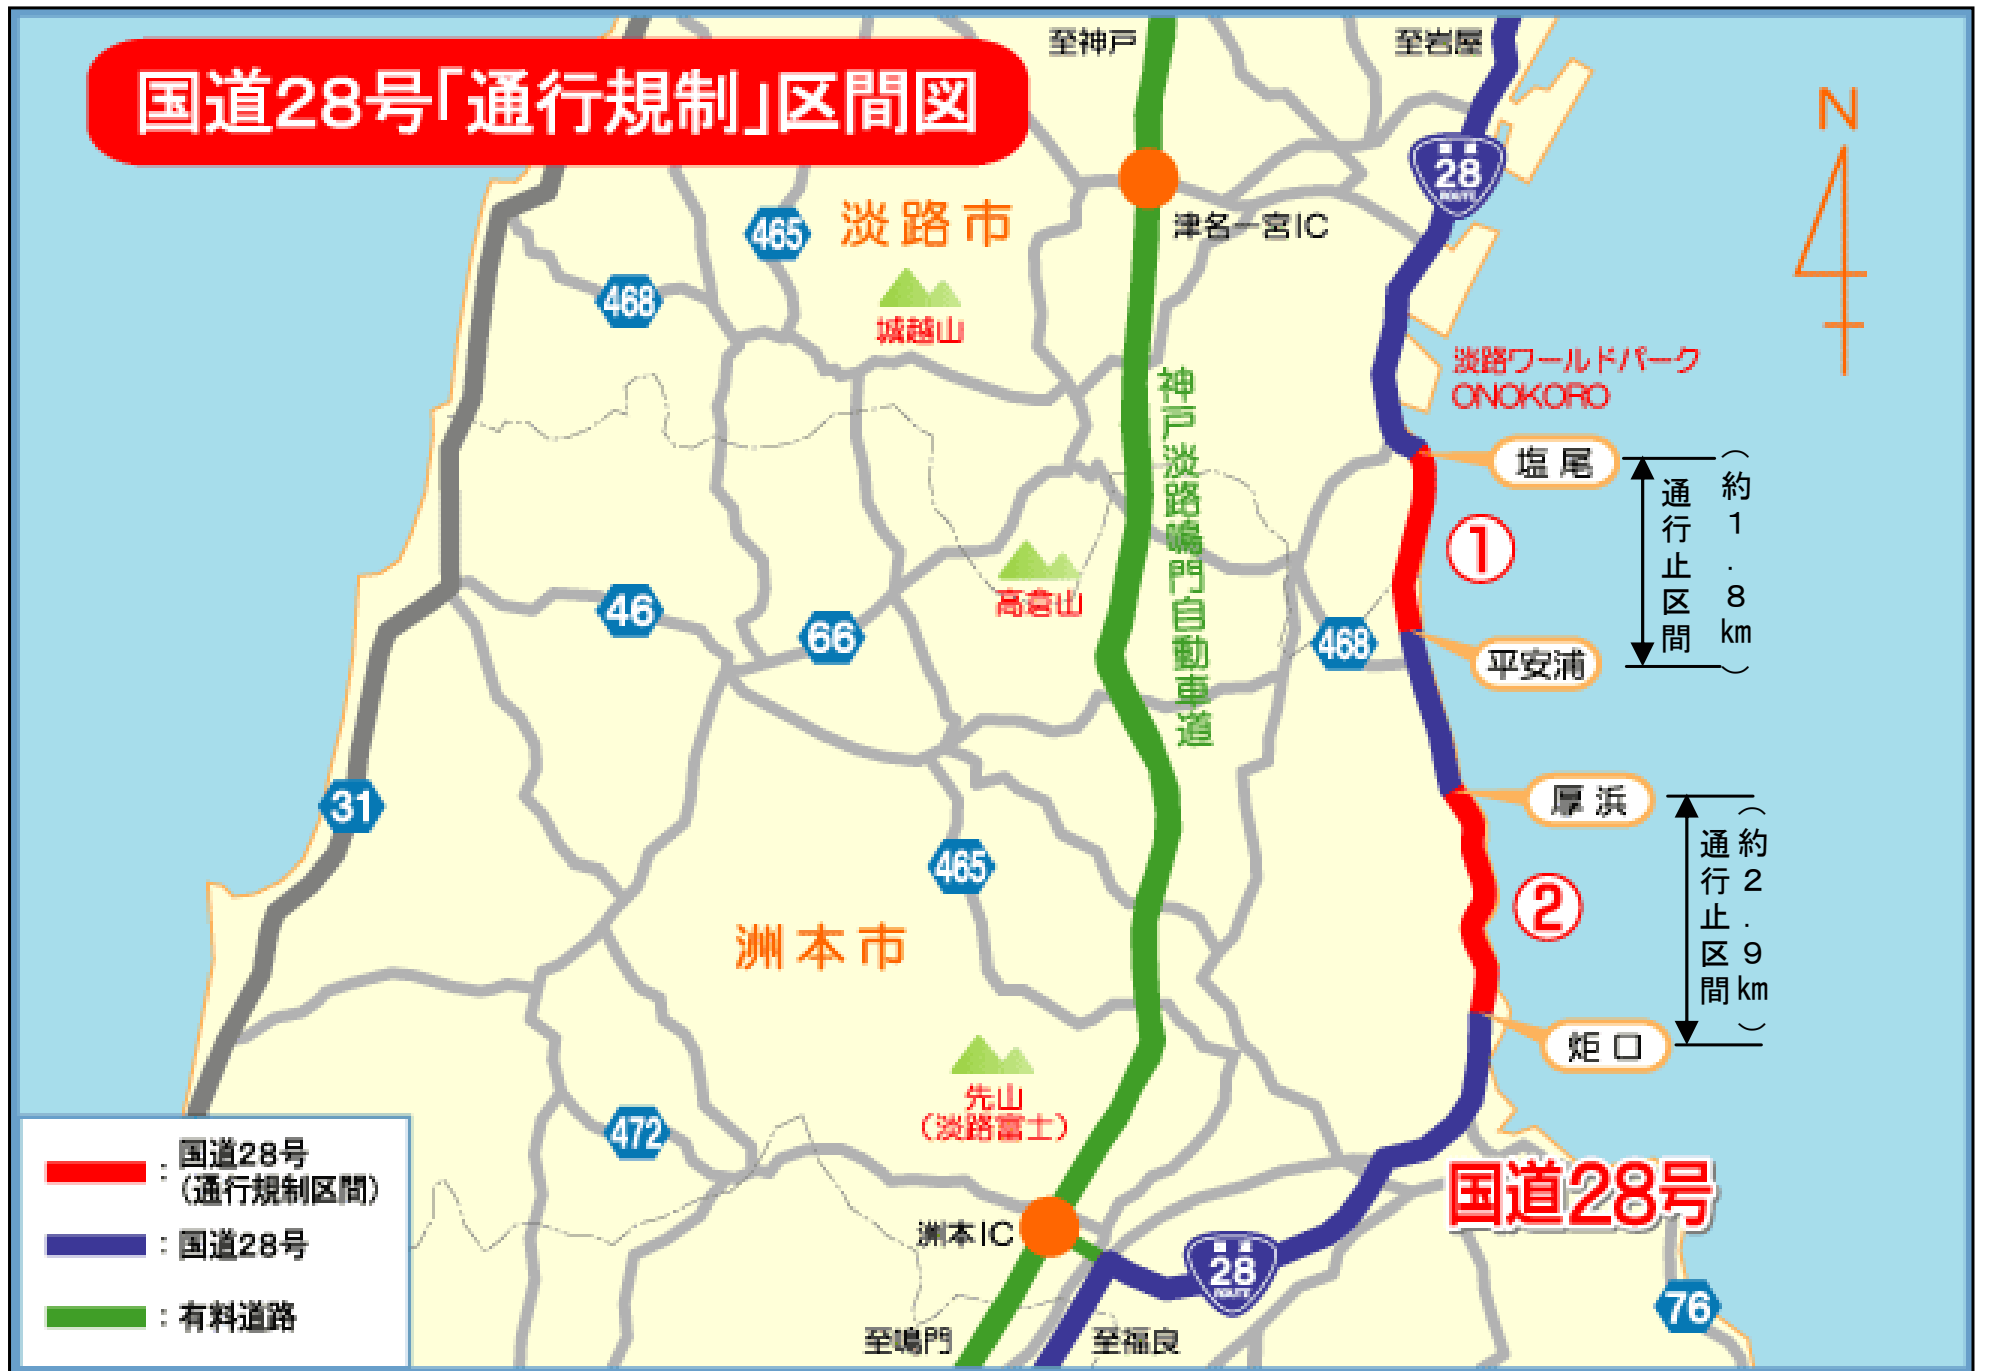 国道28号「通行規制」区間図
至神戸
至岩屋
N
国道
28
ROUTE
465
淡路市
津名一宮IC
468
城越山
淡路ワールドパーク
ONOKORO
神戸淡路鳴門自動車道
塩尾
通行止区間
(約1.8km)
①
高倉山
46
66
468
平安浦
31
厚浜
通行止区間
(約2.9km)
465
②
洲本市
炬口
先山
(淡路富士)
472
国道28号
洲本IC
国道
28
ROUTE
76
至鳴門
至福良
:国道28号
(通行規制区間)
:国道28号
:有料道路